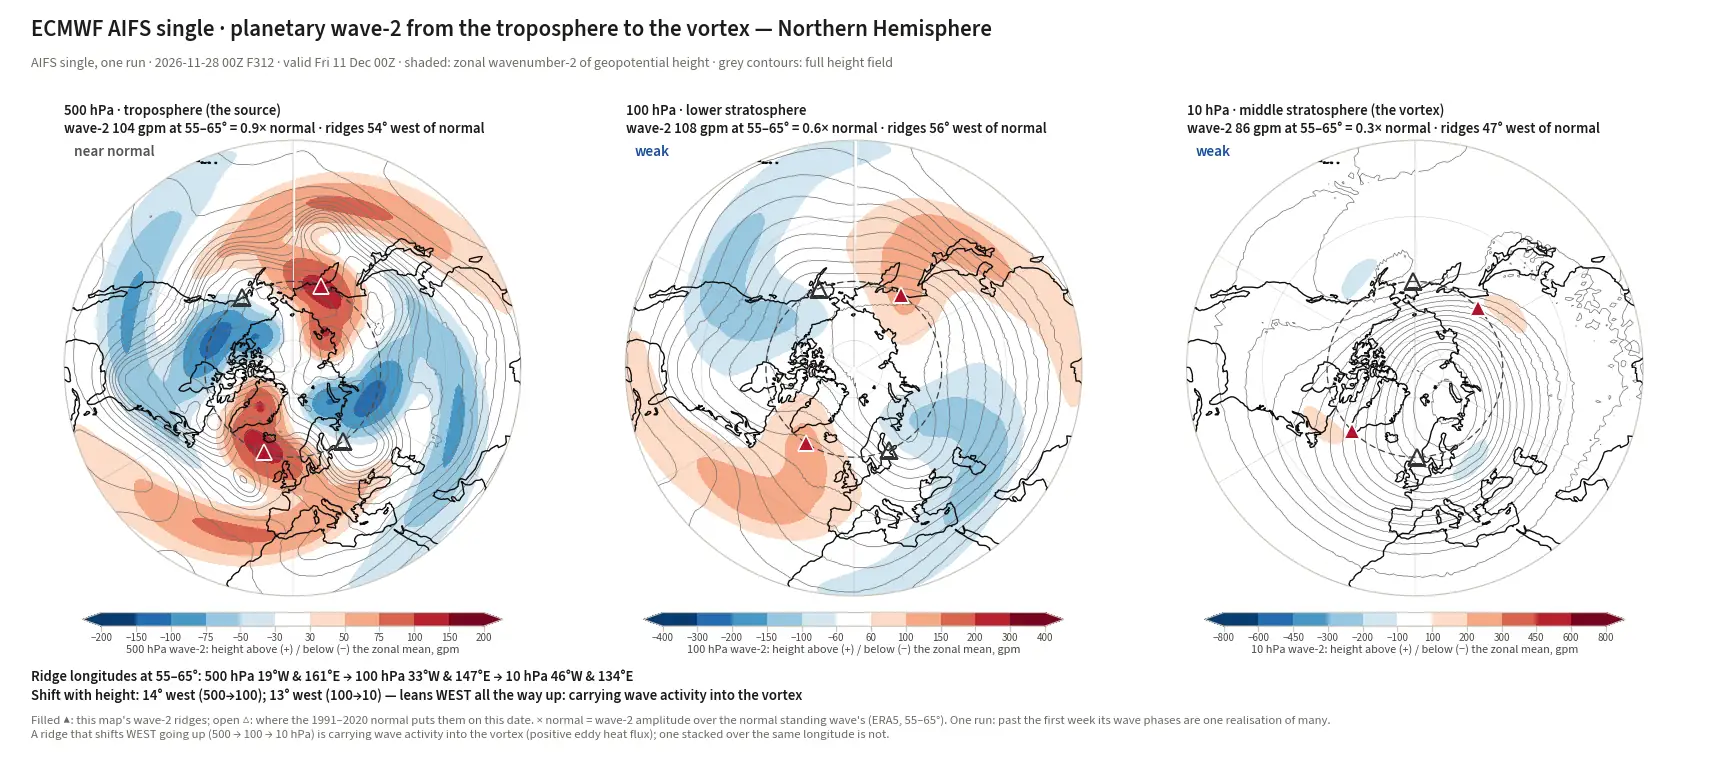 ECMWF AIFS single · planetary wave-2 from the troposphere to the vortex — Northern Hemisphere
AIFS single, one run · 2026-11-28 00Z F312 · valid Fri 11 Dec 00Z · shaded: zonal wavenumber-2 of geopotential height · grey contours: full height field
500 hPa · troposphere (the source)
wave-2 104 gpm at 55–65° = 0.9× normal · ridges 54° west of normal
near normal
100 hPa · lower stratosphere
wave-2 108 gpm at 55–65° = 0.6× normal · ridges 56° west of normal
weak
10 hPa · middle stratosphere (the vortex)
wave-2 86 gpm at 55–65° = 0.3× normal · ridges 47° west of normal
weak
−200 −150 −100 −75 −50 −30 30 50 75 100 150 200
500 hPa wave-2: height above (+) / below (−) the zonal mean, gpm
−400 −300 −200 −150 −100 −60 60 100 150 200 300 400
100 hPa wave-2: height above (+) / below (−) the zonal mean, gpm
−800 −600 −450 −300 −200 −100 100 200 300 450 600 800
10 hPa wave-2: height above (+) / below (−) the zonal mean, gpm
Ridge longitudes at 55–65°: 500 hPa 19°W & 161°E → 100 hPa 33°W & 147°E → 10 hPa 46°W & 134°E
Shift with height: 14° west (500→100); 13° west (100→10) — leans WEST all the way up: carrying wave activity into the vortex
Filled ▲: this map's wave-2 ridges; open △: where the 1991–2020 normal puts them on this date. × normal = wave-2 amplitude over the normal standing wave's (ERA5, 55–65°). One run: past the first week its wave phases are one realisation of many.
A ridge that shifts WEST going up (500 → 100 → 10 hPa) is carrying wave activity into the vortex (positive eddy heat flux); one stacked over the same longitude is not.